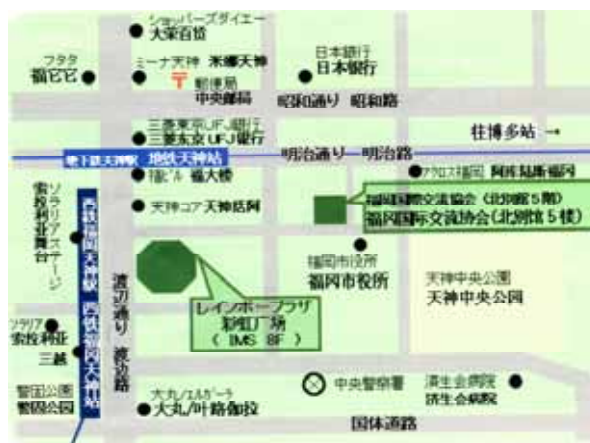 ショッパーズダイエー
大荣百货
フタタ
福它它
ミーナ天神 米娜天神
〒 郵便局
中央邮局
日本銀行
日本银行
昭和通り 昭和路
三菱東京UFJ銀行
三菱东京UFJ银行
往博多站 →
地下鉄天神駅 地铁天神站
明治通り 明治路
福ビル 福大楼
アクロス福岡 阿库罗斯福冈
天神コア 天神
福岡国際交流協会(北別館5階)
福冈国际交流协会(北别馆5楼)
ソラリアステージ
索拉利亚舞台
西鉄福岡天神駅 西铁福冈天神站
渡辺通り 渡边路
福岡市役所
福冈市役所
天神中央公園
天神中央公园
レインボープラザ
彩虹广场
( IMS 8F )
ソラリア
索拉利亚
三越
警固公園
警固公园
大丸/エルガーラ
大丸/叶路伽拉
中央警察署
済生会病院
济生会病院
国体道路